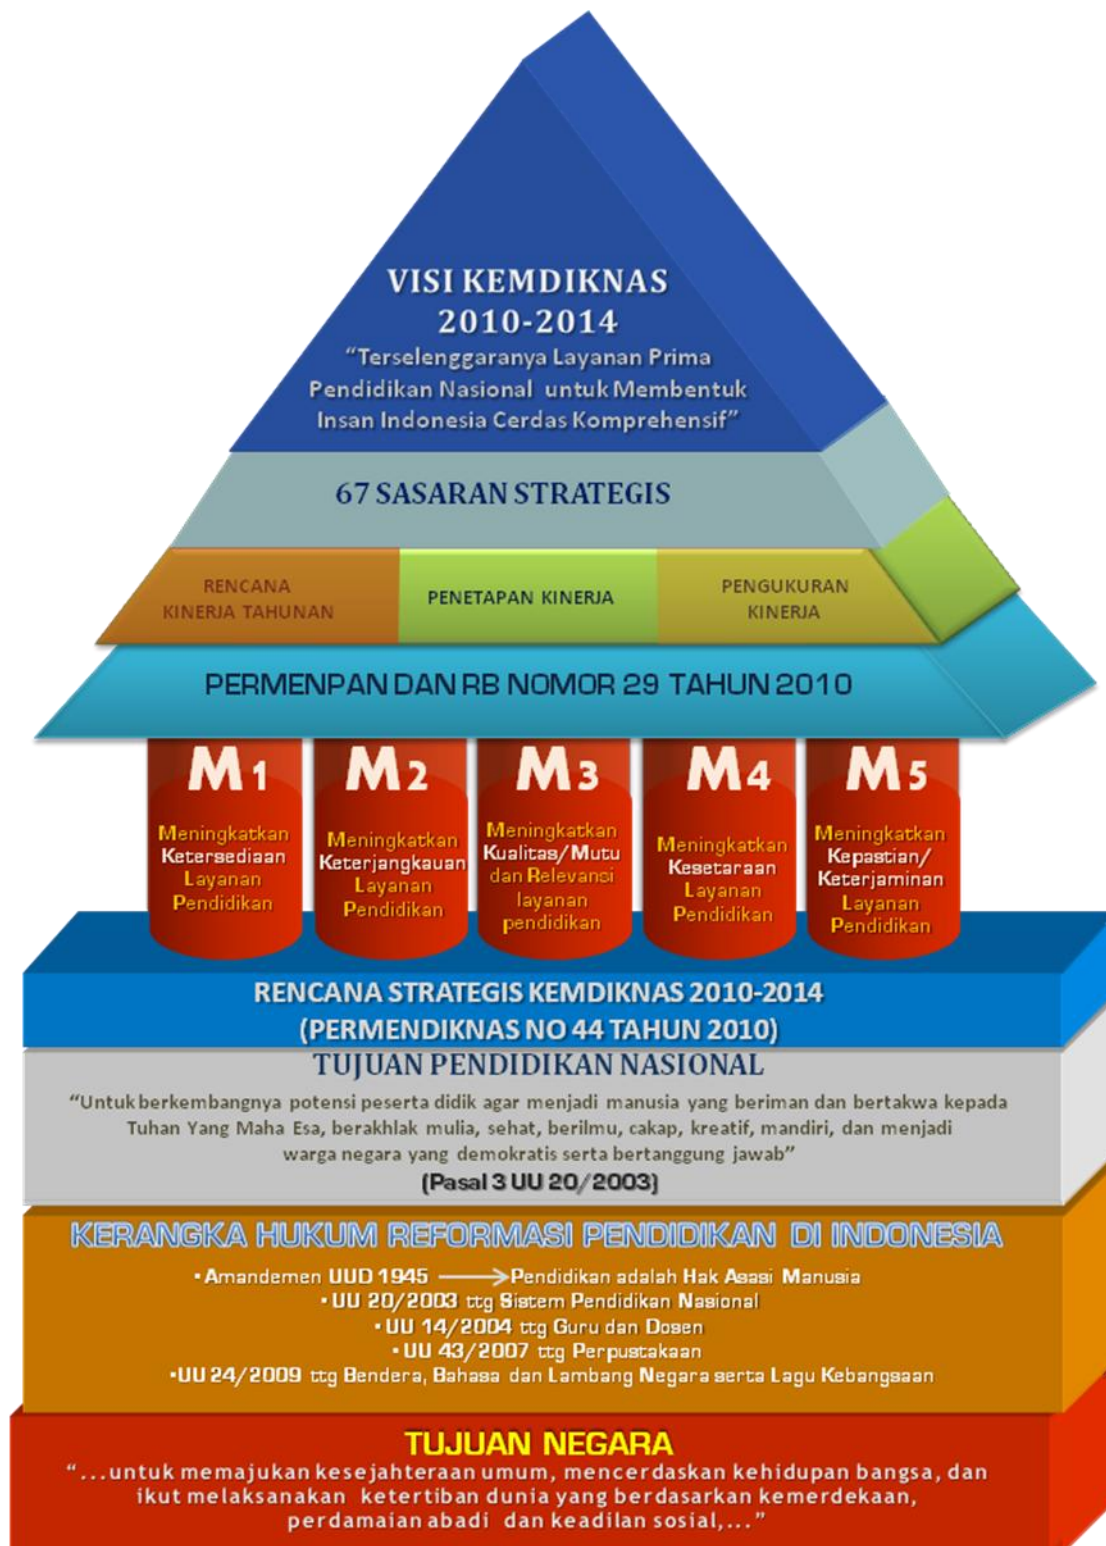 VISI KEMDIKNAS
2010-2014
“Terselenggaranya Layanan Prima
Pendidikan Nasional untuk Membentuk
Insan Indonesia Cerdas Komprehensif”
67 SASARAN STRATEGIS
RENCANA
KINERJA TAHUNAN
PENETAPAN KINERJA
PENGUKURAN
KINERJA
PERMENPAN DAN RB NOMOR 29 TAHUN 2010
M1
Meningkatkan
Ketersediaan
Layanan
Pendidikan
M2
Meningkatkan
Keterjangkauan
Layanan
Pendidikan
M3
Meningkatkan
Kualitas/Mutu
dan Relevansi
layanan
pendidikan
M4
Meningkatkan
Kesetaraan
Layanan
Pendidikan
M5
Meningkatkan
Kepastian/
Keterjaminan
Layanan
Pendidikan
RENCANA STRATEGIS KEMDIKNAS 2010-2014
(PERMENDIKNAS NO 44 TAHUN 2010)
TUJUAN PENDIDIKAN NASIONAL
“Untuk berkembangnya potensi peserta didik agar menjadi manusia yang beriman dan bertakwa kepada
Tuhan Yang Maha Esa, berakhlak mulia, sehat, berilmu, cakap, kreatif, mandiri, dan menjadi
warga negara yang demokratis serta bertanggung jawab”
(Pasal 3 UU 20/2003)
KERANGKA HUKUM REFORMASI PENDIDIKAN DI INDONESIA
▪ Amandemen UUD 1945 → Pendidikan adalah Hak Asasi Manusia
▪ UU 20/2003 ttg Sistem Pendidikan Nasional
▪ UU 14/2004 ttg Guru dan Dosen
▪ UU 43/2007 ttg Perpustakaan
▪UU 24/2009 ttg Bendera, Bahasa dan Lambang Negara serta Lagu Kebangsaan
TUJUAN NEGARA
“...untuk memajukan kesejahteraan umum, mencerdaskan kehidupan bangsa, dan
ikut melaksanakan ketertiban dunia yang berdasarkan kemerdekaan,
perdamaian abadi dan keadilan sosial,...”